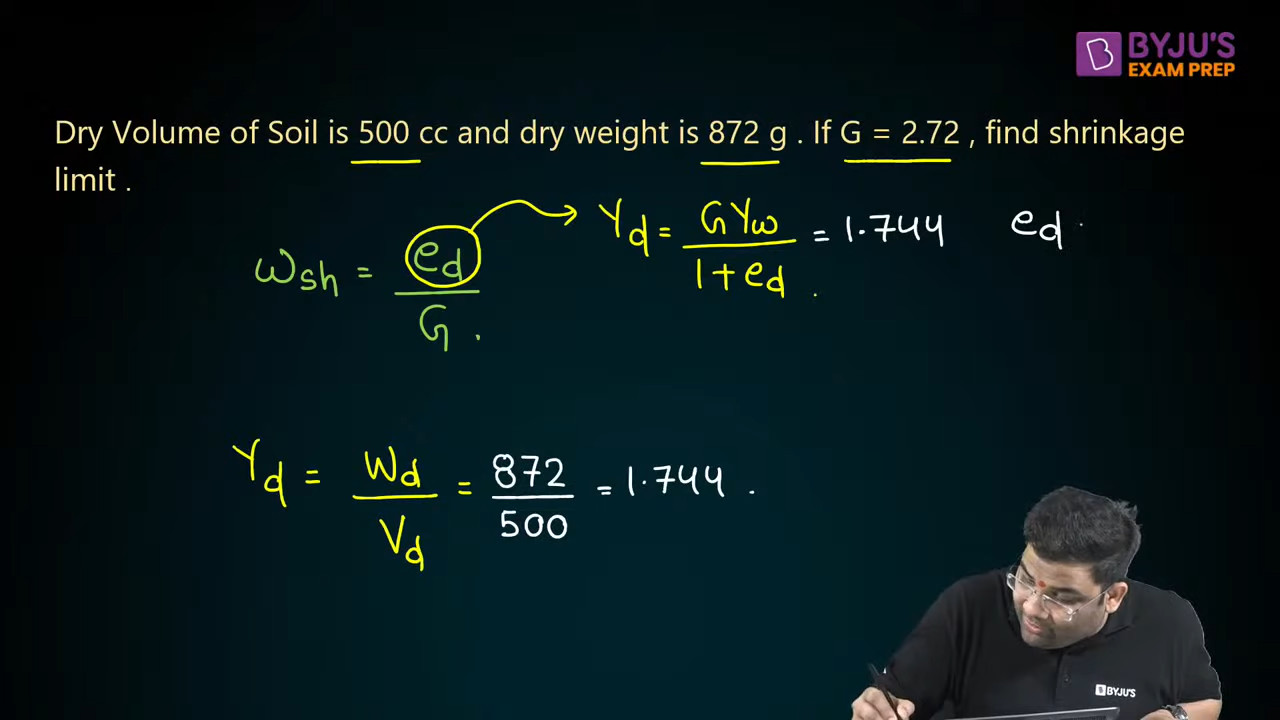 BYJU'S
EXAM PREP
Dry Volume of Soil is 500 cc and dry weight is 872 g . If G = 2.72 , find shrinkage
limit .
γd = Gγω / 1+ed = 1.744 ed
ωsh = ed / G .
γd = Wd / Vd = 872 / 500 = 1.744 .
BYJU'S